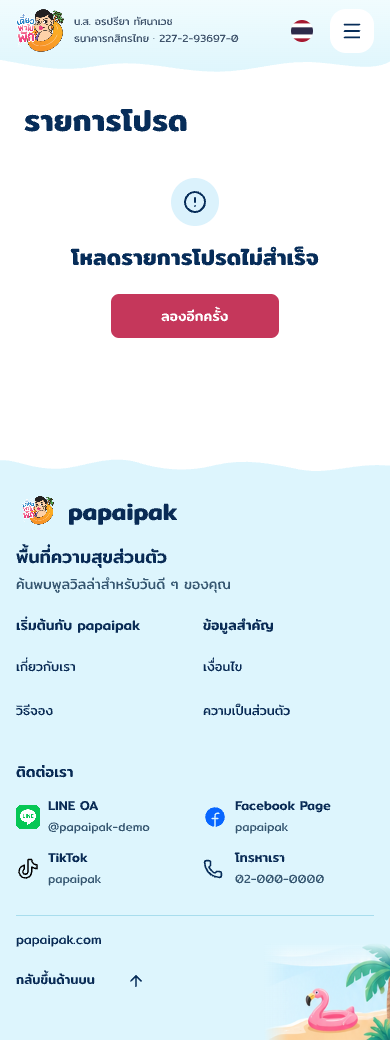 น.ส. อรปรียา ทัศนาเวช
ธนาคารกสิกรไทย · 227-2-93697-0
รายการโปรด
โหลดรายการโปรดไม่สำเร็จ
ลองอีกครั้ง
papaipak
พื้นที่ความสุขส่วนตัว
ค้นพบพูลวิลล่าสำหรับวันดี ๆ ของคุณ
เริ่มต้นกับ papaipak
ข้อมูลสำคัญ
เกี่ยวกับเรา
เงื่อนไข
วิธีจอง
ความเป็นส่วนตัว
ติดต่อเรา
LINE OA
@papaipak-demo
Facebook Page
papaipak
TikTok
papaipak
โทรหาเรา
02-000-0000
papaipak.com
กลับขึ้นด้านบน